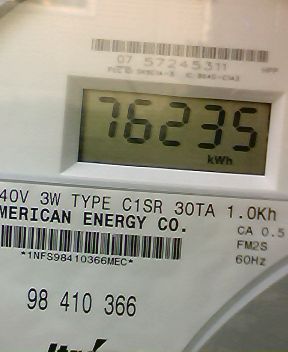 07 57245311
76235
kWh
40V 3W TYPE C1SR 30TA 1.0Kh
MERICAN ENERGY CO.
CA 0.5
FM2S
60Hz
*1NFS98410366MEC*
98 410 366